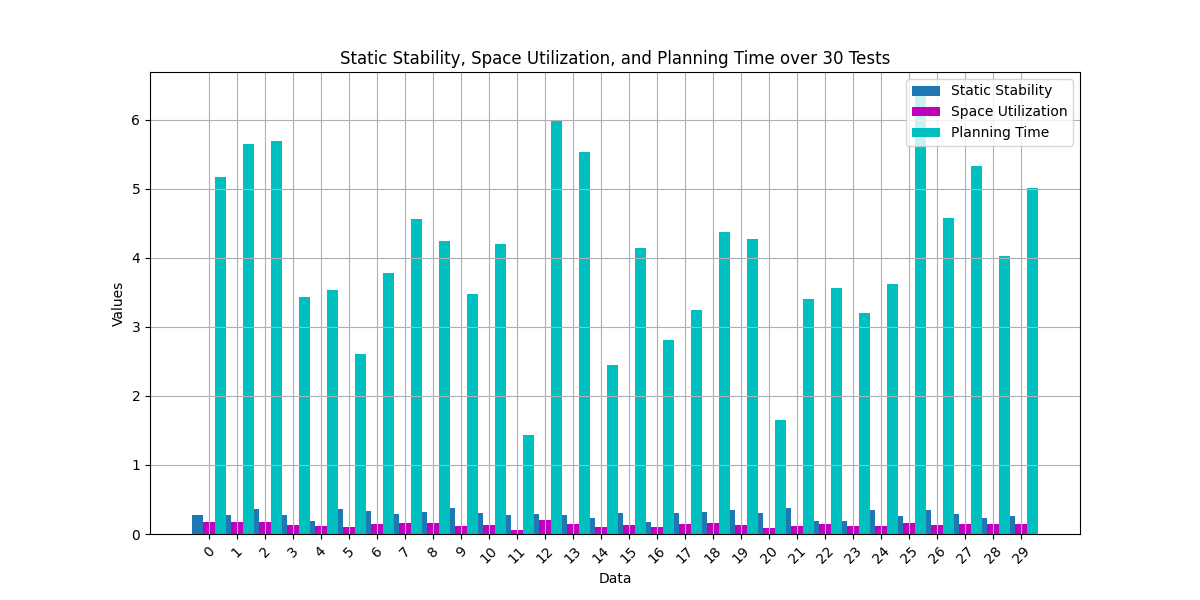 Static Stability, Space Utilization, and Planning Time over 30 Tests
Static Stability
Space Utilization
Planning Time
6
5
4
3
2
1
0
Values
0 1 2 3 4 5 6 7 8 9 10 11 12 13 14 15 16 17 18 19 20 21 22 23 24 25 26 27 28 29
Data